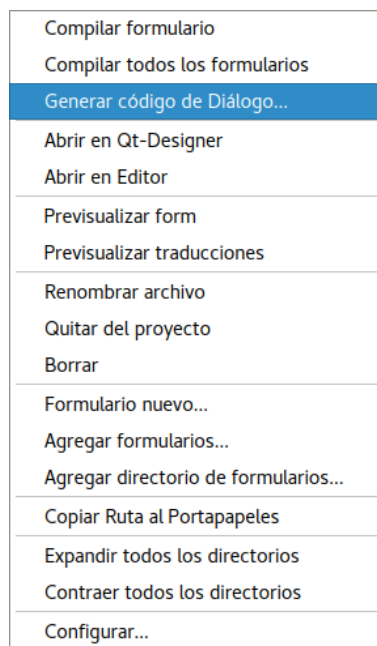 Compilar formulario
Compilar todos los formularios
Generar código de Diálogo...
Abrir en Qt-Designer
Abrir en Editor
Previsualizar form
Previsualizar traducciones
Renombrar archivo
Quitar del proyecto
Borrar
Formulario nuevo...
Agregar formularios...
Agregar directorio de formularios...
Copiar Ruta al Portapapeles
Expandir todos los directorios
Contraer todos los directorios
Configurar...